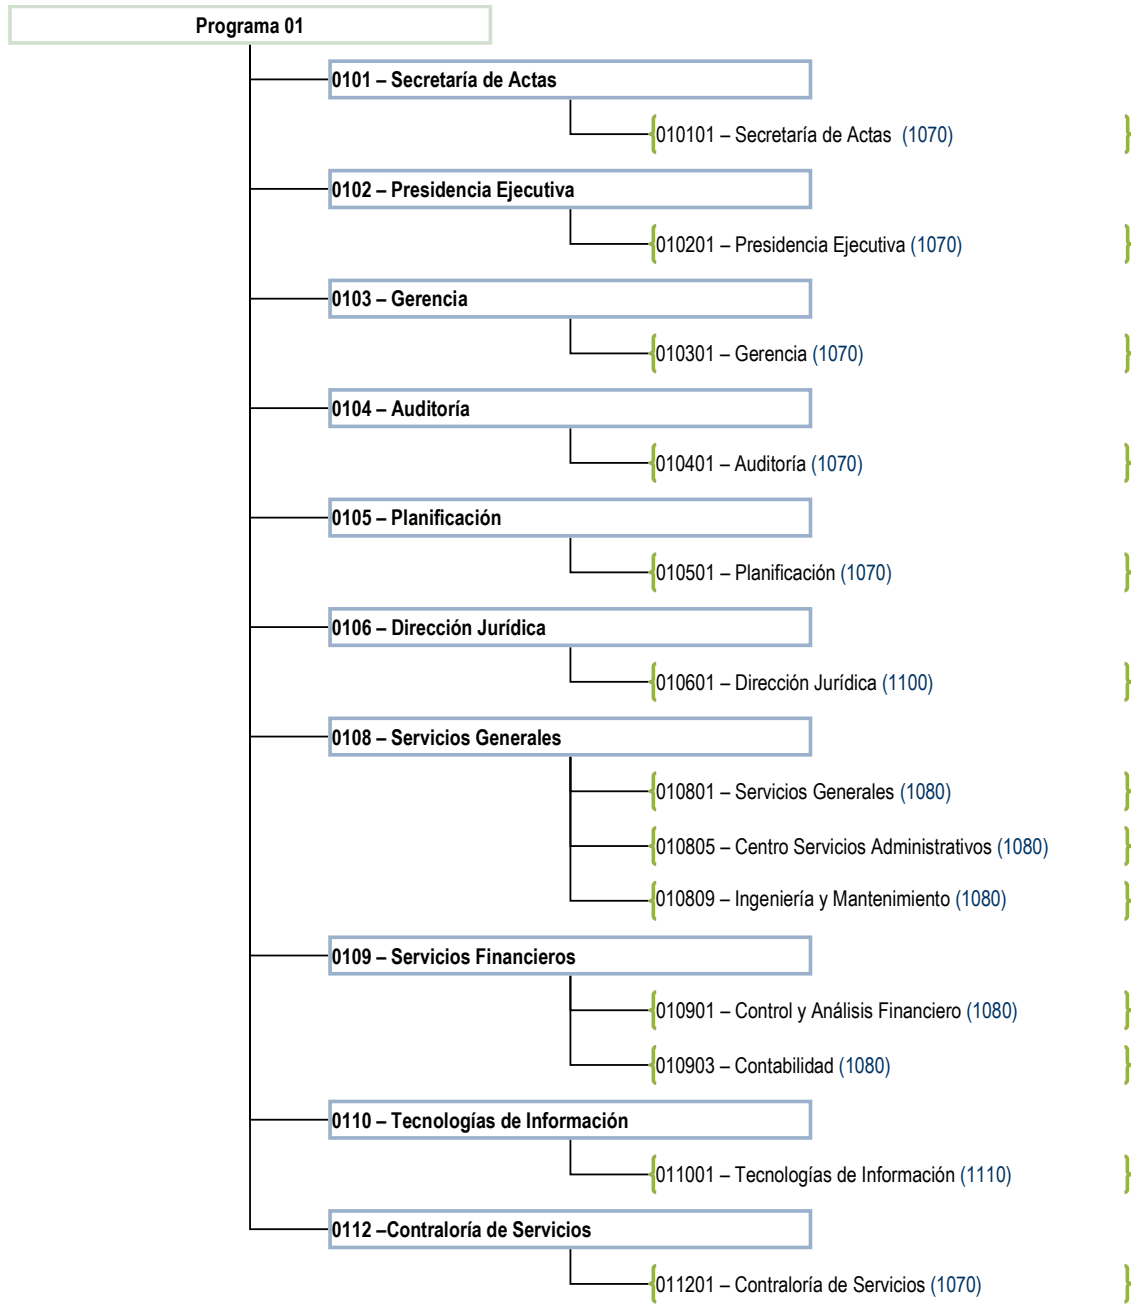 Programa 01
0101 – Secretaría de Actas
010101 – Secretaría de Actas (1070)
0102 – Presidencia Ejecutiva
010201 – Presidencia Ejecutiva (1070)
0103 – Gerencia
010301 – Gerencia (1070)
0104 – Auditoría
010401 – Auditoría (1070)
0105 – Planificación
010501 – Planificación (1070)
0106 – Dirección Jurídica
010601 – Dirección Jurídica (1100)
0108 – Servicios Generales
010801 – Servicios Generales (1080)
010805 – Centro Servicios Administrativos (1080)
010809 – Ingeniería y Mantenimiento (1080)
0109 – Servicios Financieros
010901 – Control y Análisis Financiero (1080)
010903 – Contabilidad (1080)
0110 – Tecnologías de Información
011001 – Tecnologías de Información (1110)
0112 –Contraloría de Servicios
011201 – Contraloría de Servicios (1070)